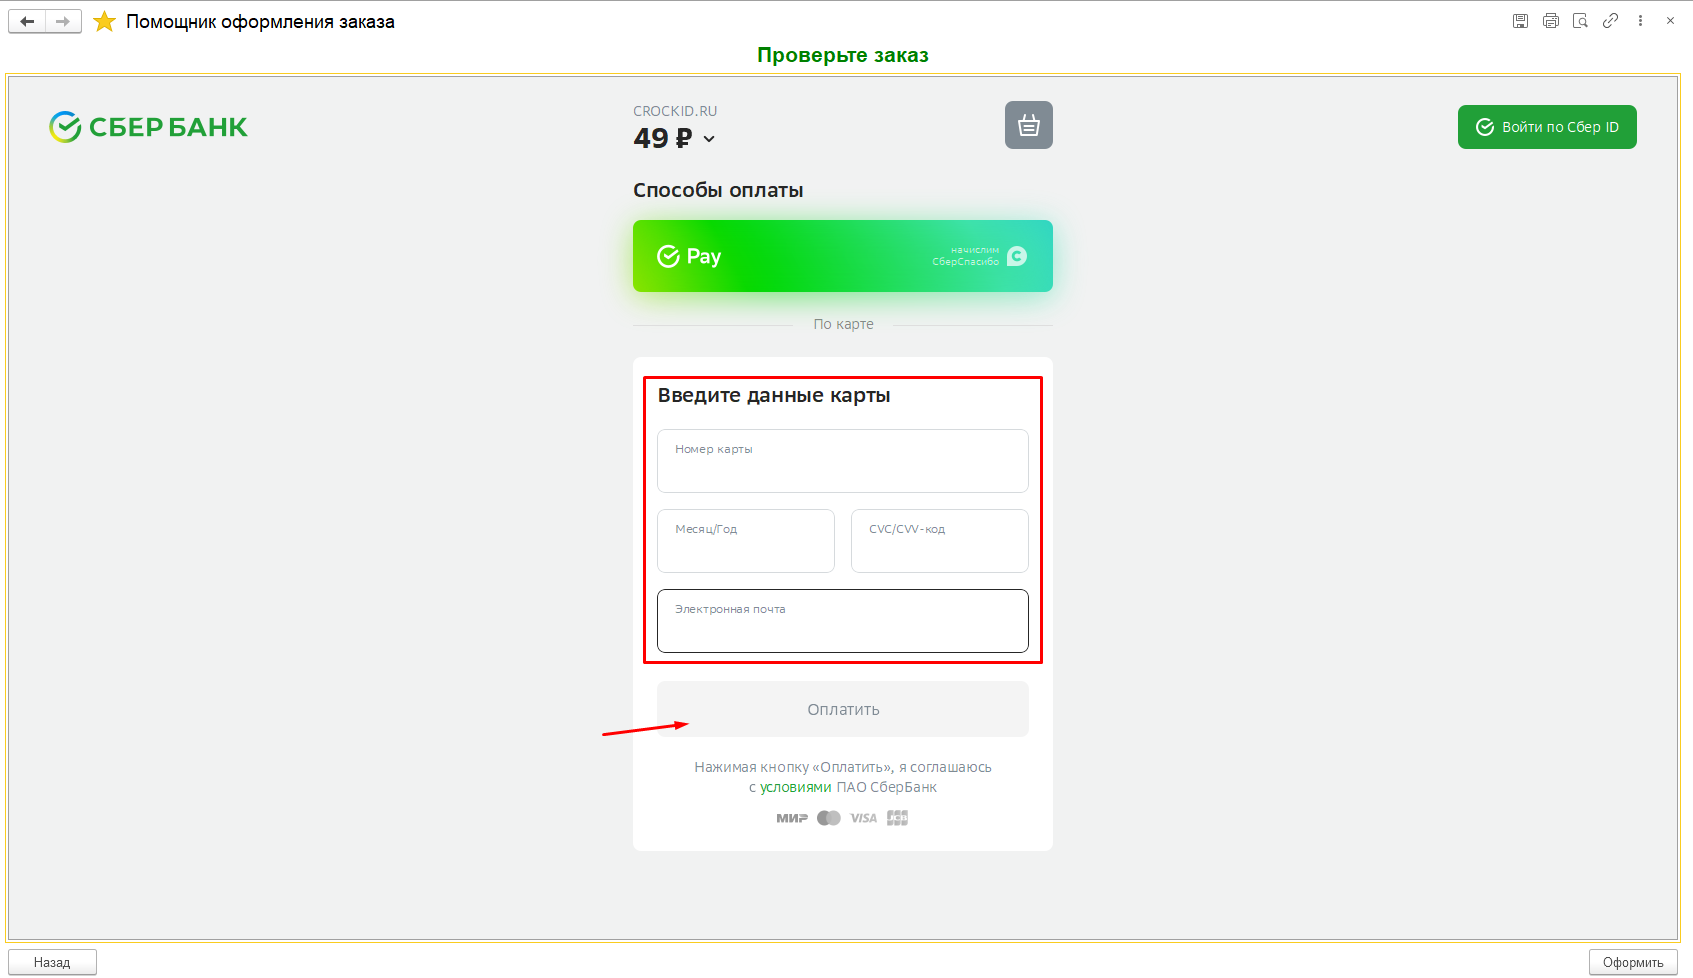 Помощник оформления заказа
Проверьте заказ
СБЕР БАНК
CROCKID.RU
49 ₽
Войти по Сбер ID
Способы оплаты
Pay
начислим
СберСпасибо
По карте
Введите данные карты
Номер карты
Месяц/Год
CVC/CVV-код
Электронная почта
Оплатить
Нажимая кнопку «Оплатить», я соглашаюсь
с условиями ПАО СберБанк
МИР VISA JCB
Назад
Оформить